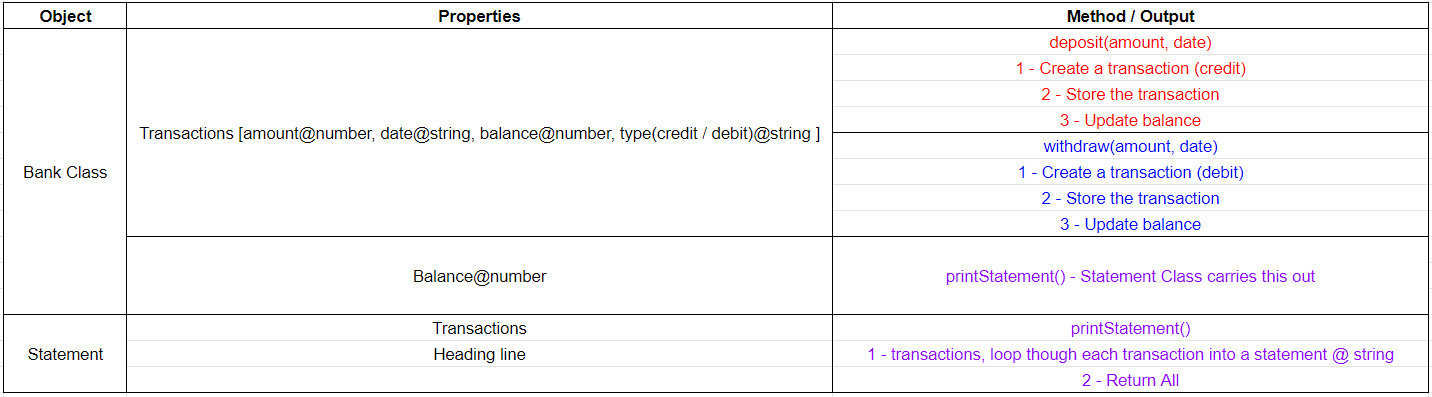 Object Properties Method / Output
Bank Class
Transactions [amount@number, date@string, balance@number, type(credit / debit)@string ]
deposit(amount, date)
1 - Create a transaction (credit)
2 - Store the transaction
3 - Update balance
withdraw(amount, date)
1 - Create a transaction (debit)
2 - Store the transaction
3 - Update balance
Balance@number
printStatement() - Statement Class carries this out
Statement
Transactions
printStatement()
Heading line
1 - transactions, loop though each transaction into a statement @ string
2 - Return All